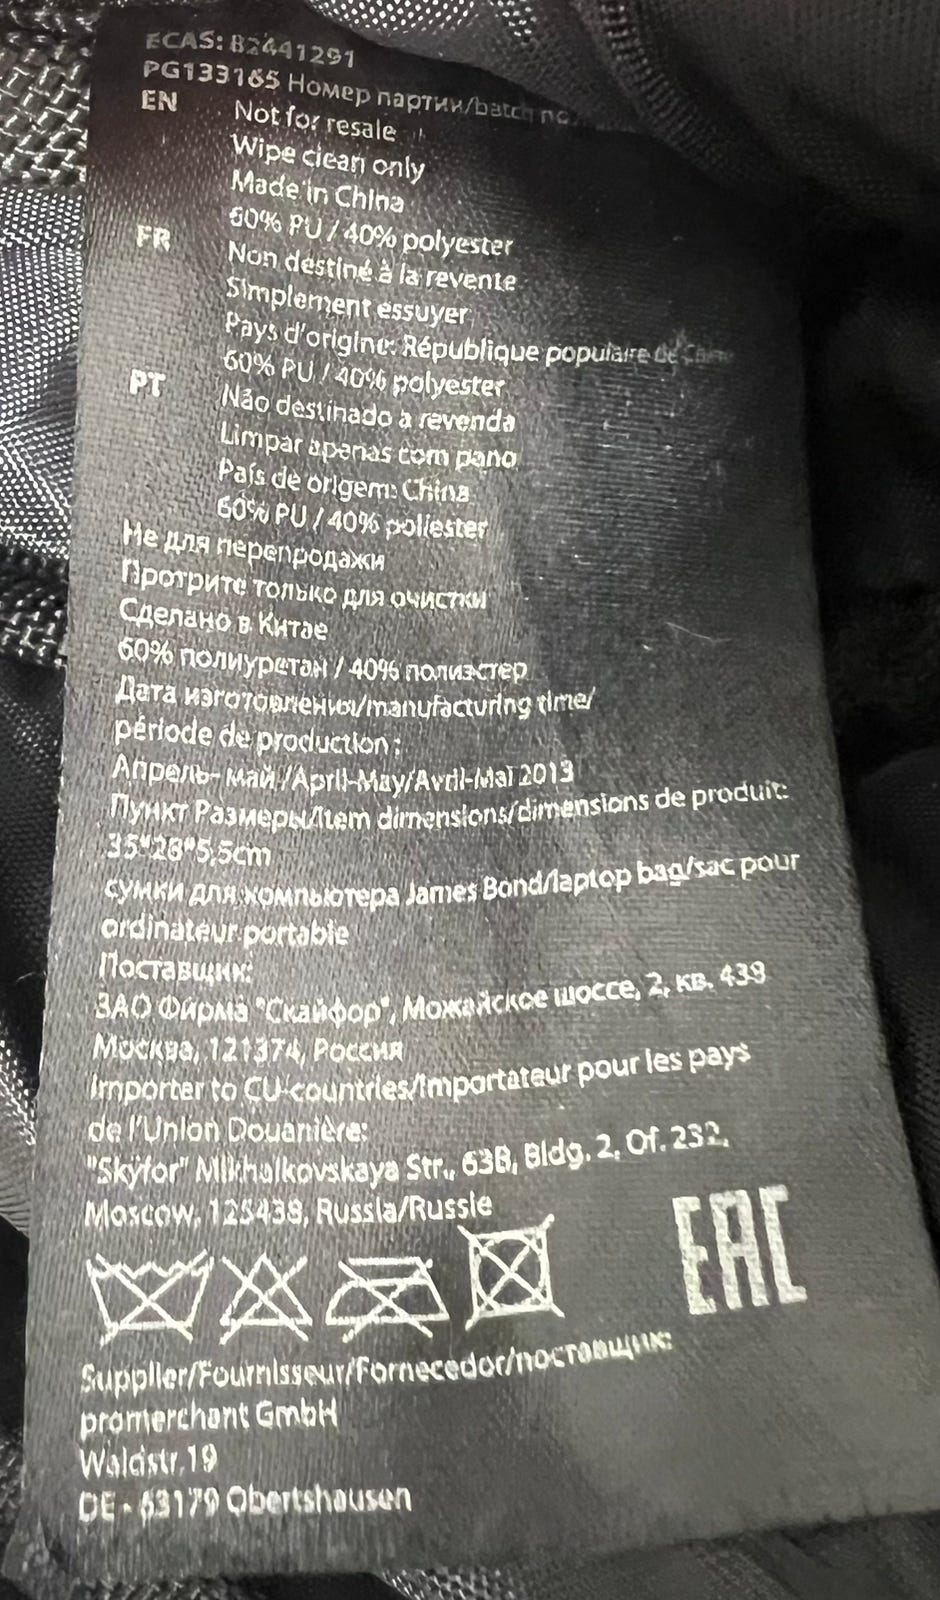 ECAS: 82441291
PG133165 Номер партии/batch no.
EN Not for resale
Wipe clean only
Made in China
60% PU / 40% polyester
FR Non destiné à la revente
Simplement essuyer
Pays d'origine: République populaire de Chine
60% PU / 40% polyester
PT Não destinado à revenda
Limpar apenas com pano
País de origem: China
60% PU / 40% poliester
Не для перепродажи
Протрите только для очистки
Сделано в Китае
60% полиуретан / 40% полиэстер
Дата изготовления/manufacturing time/
période de production:
Апрель- май /April-May/Avril-Mai 2013
Пункт Размеры/Item dimensions/dimensions de produit:
35*28*5,5cm
сумки для компьютера James Bond/laptop bag/sac pour
ordinateur portable
Поставщик:
ЗАО Фирма "Скайфор", Можайское шоссе, 2, кв. 439
Москва, 121374, Россия
Importer to CU-countries/Importateur pour les pays
de l'Union Douanière:
"Skyfor" Mikhalkovskaya Str., 63B, Bldg. 2, Of. 232,
Moscow, 125438, Russia/Russie
EAC
Supplier/Fournisseur/Fornecedor/поставщик:
promerchant GmbH
Waldstr.19
DE - 63179 Obertshausen